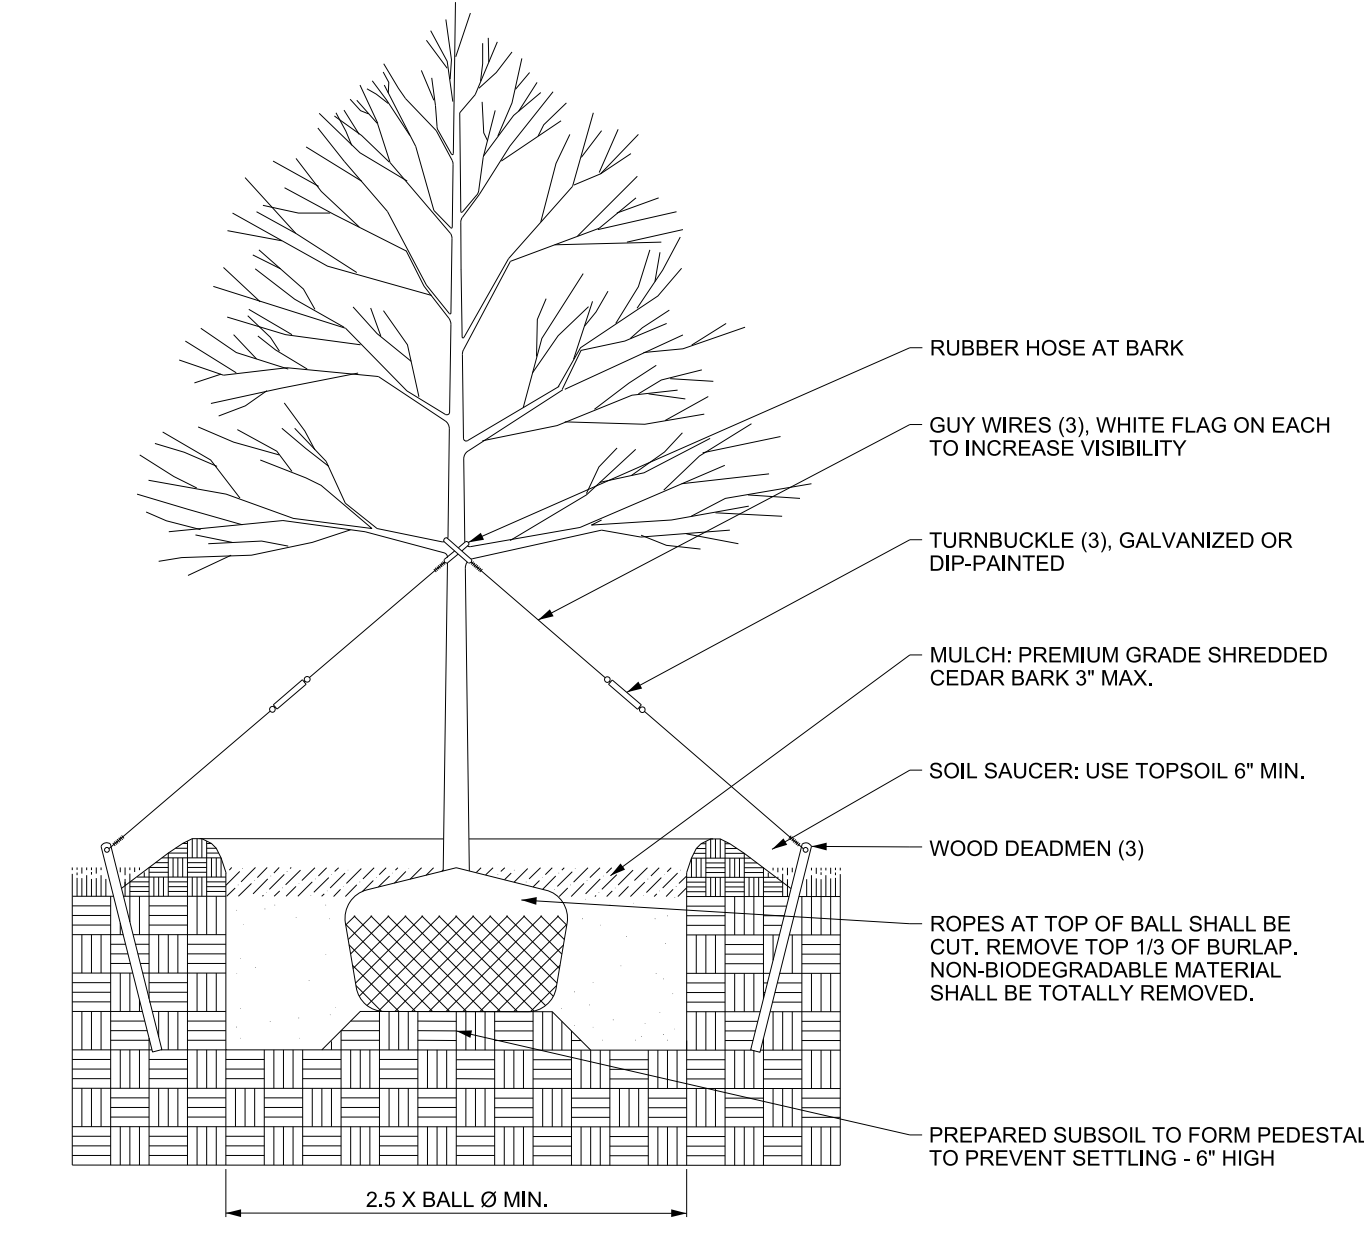 RUBBER HOSE AT BARK
GUY WIRES (3), WHITE FLAG ON EACH
TO INCREASE VISIBILITY
TURNBUCKLE (3), GALVANIZED OR
DIP-PAINTED
MULCH: PREMIUM GRADE SHREDDED
CEDAR BARK 3" MAX.
SOIL SAUCER: USE TOPSOIL 6" MIN.
WOOD DEADMEN (3)
ROPES AT TOP OF BALL SHALL BE
CUT. REMOVE TOP 1/3 OF BURLAP.
NON-BIODEGRADABLE MATERIAL
SHALL BE TOTALLY REMOVED.
PREPARED SUBSOIL TO FORM PEDESTAL
TO PREVENT SETTLING - 6" HIGH
2.5 X BALL Ø MIN.